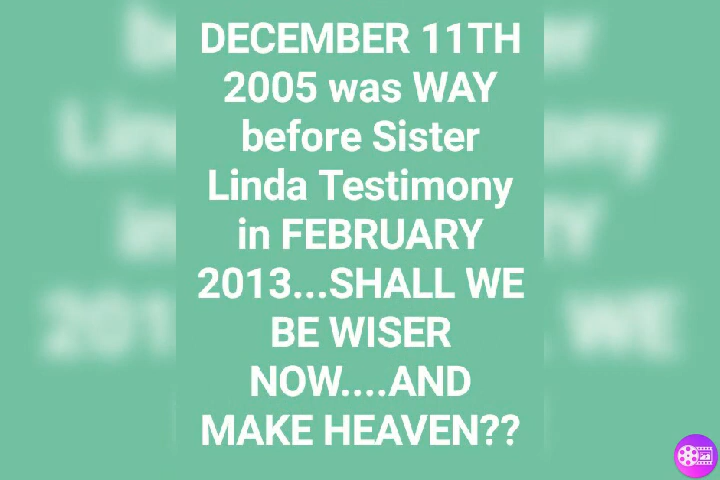 DECEMBER 11TH
2005 was WAY
before Sister
Linda Testimony
in FEBRUARY
2013...SHALL WE
BE WISER
NOW....AND
MAKE HEAVEN??